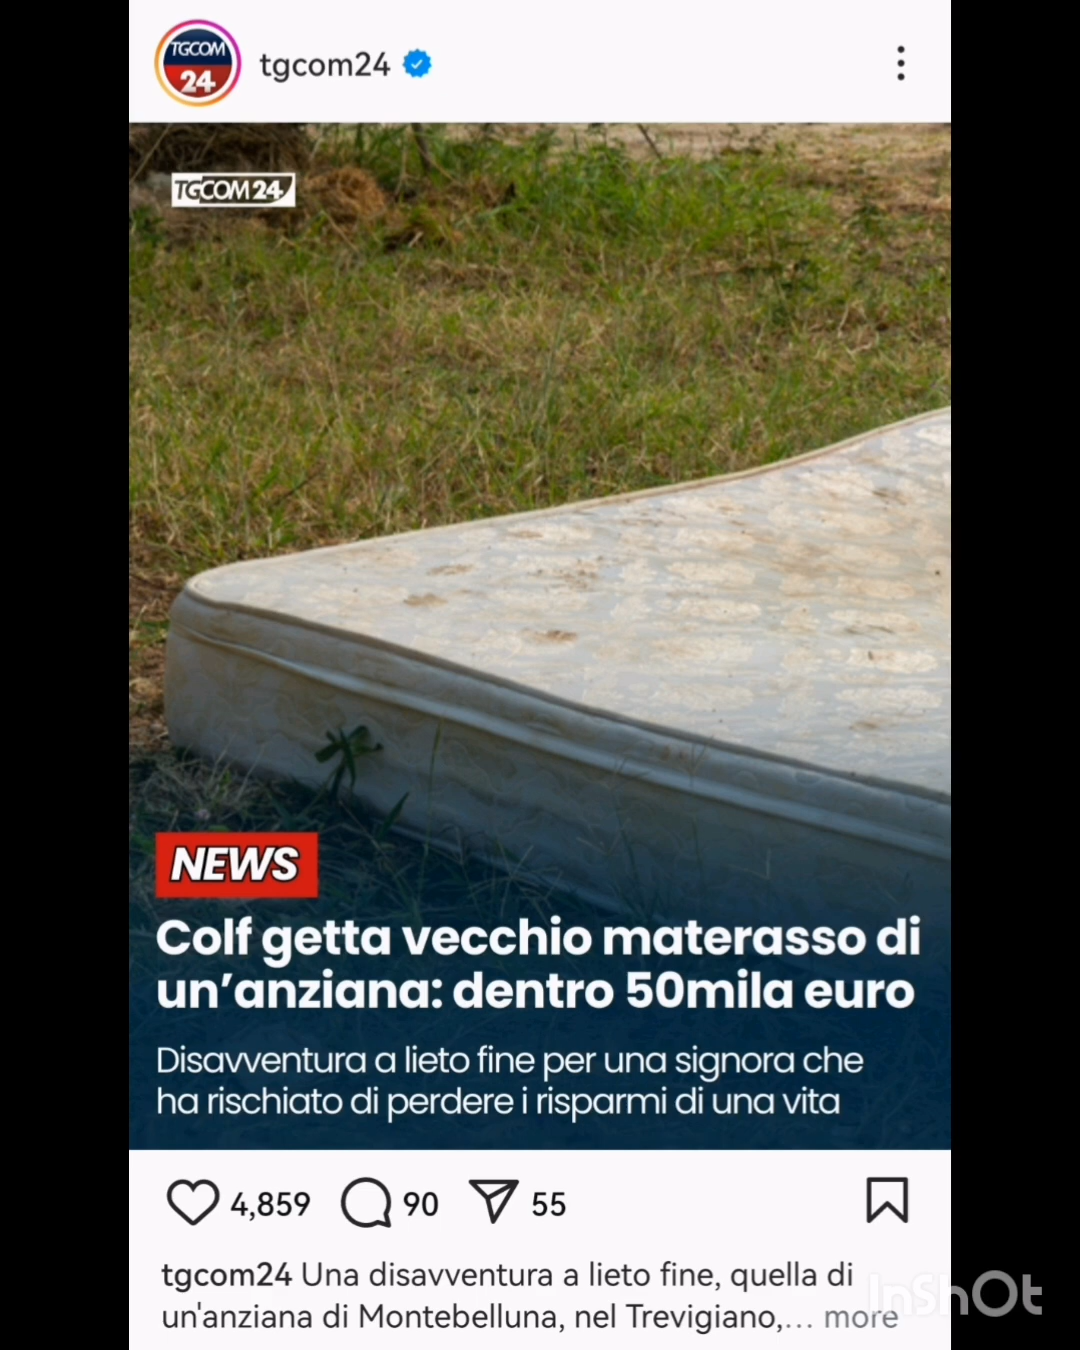 TGCOM
24
tgcom24
TGCOM24
NEWS
Colf getta vecchio materasso di
un’anziana: dentro 50mila euro
Disavventura a lieto fine per una signora che
ha rischiato di perdere i risparmi di una vita
4,859 90 55
tgcom24 Una disavventura a lieto fine, quella di
un'anziana di Montebelluna, nel Trevigiano,... more
InShOt